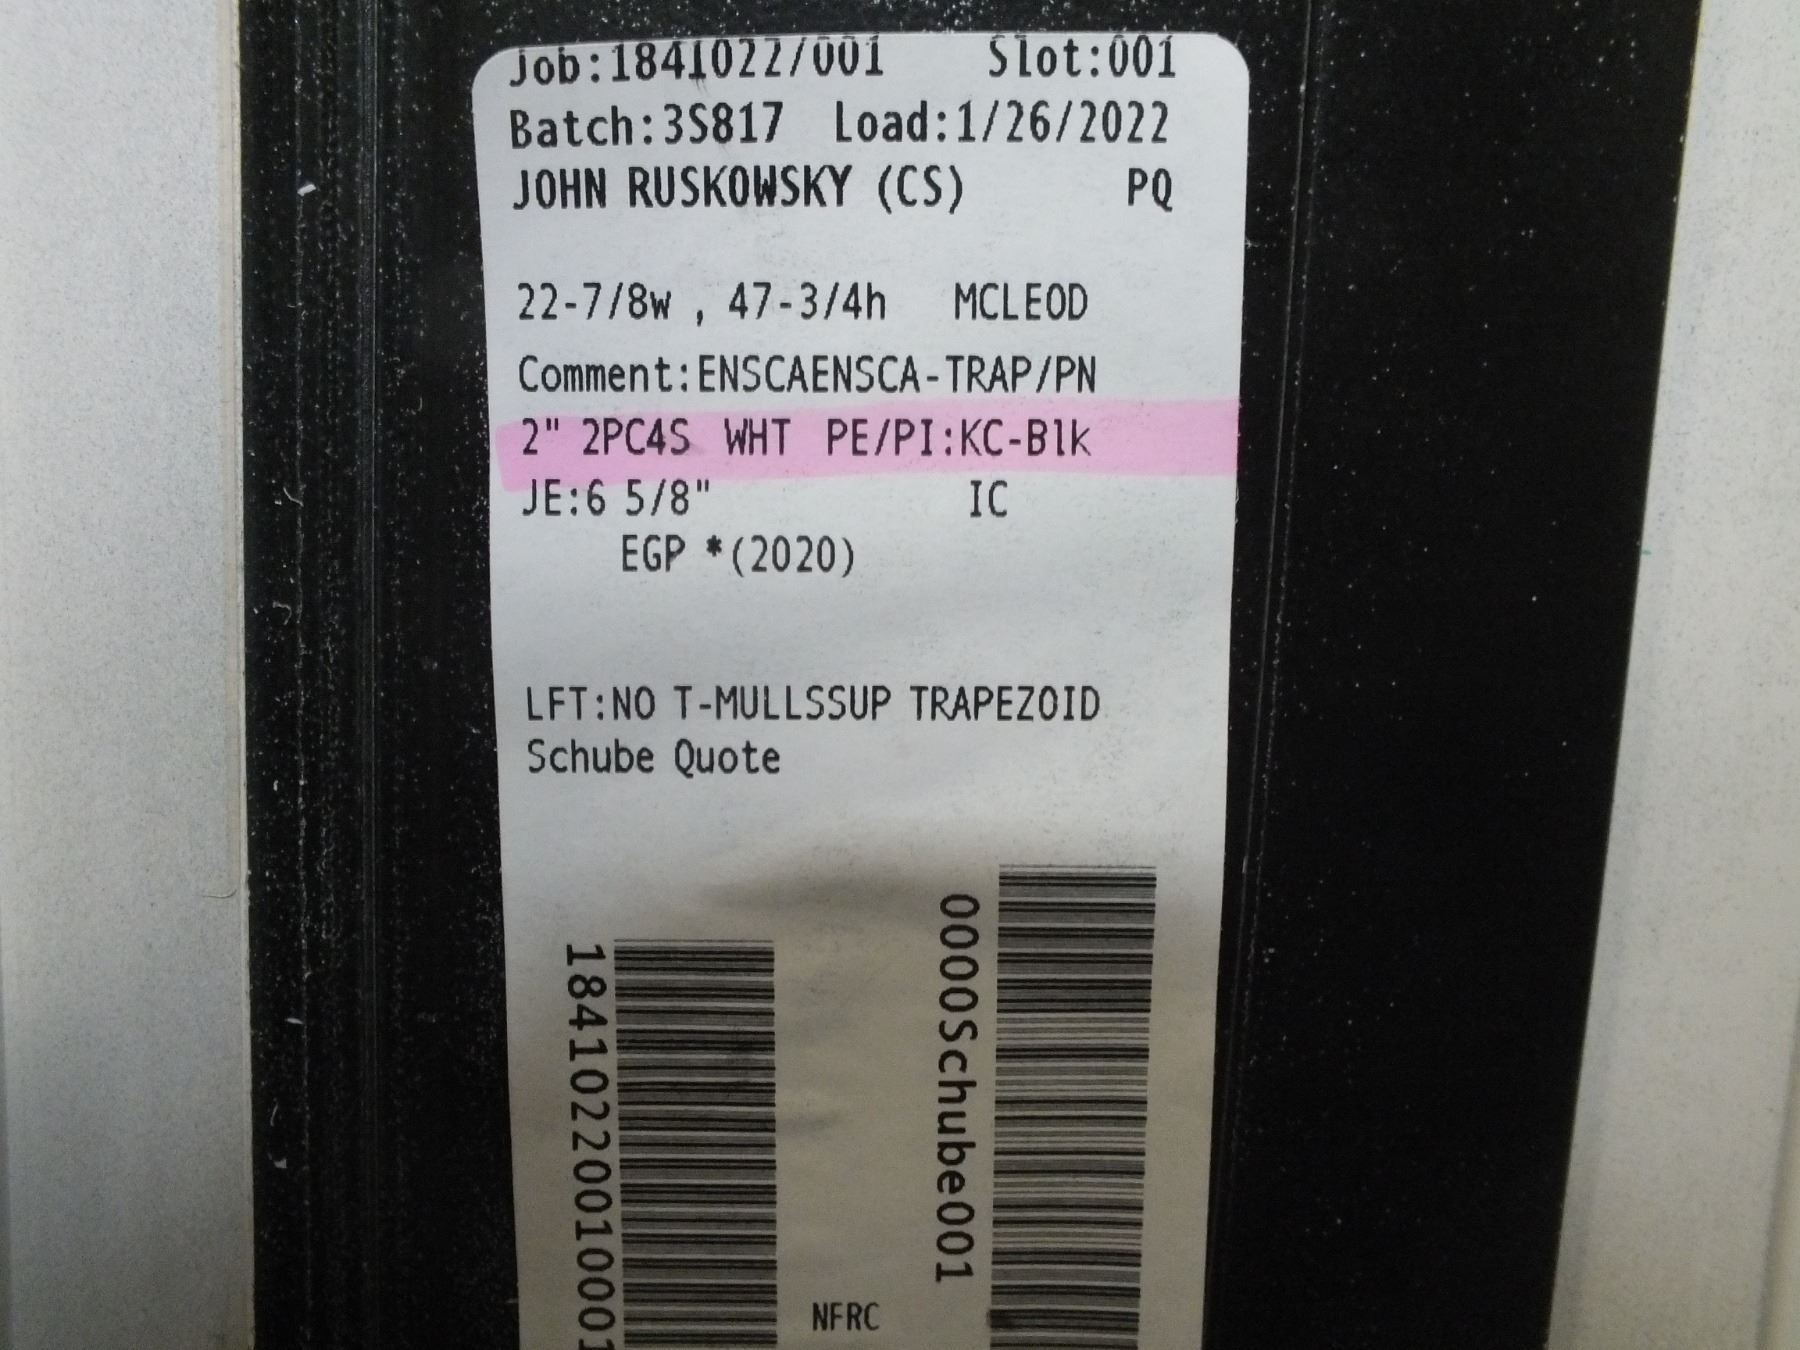 Job:1841022/001 Slot:001
Batch:3S817 Load:1/26/2022
JOHN RUSKOWSKY (CS) PQ
22-7/8w , 47-3/4h MCLEOD
Comment:ENSCAENSCA-TRAP/PN
2" 2PC4S WHT PE/PI:KC-Blk
JE:6 5/8" IC
EGP *(2020)
LFT:NO T-MULLSSUP TRAPEZOID
Schube Quote
18410220010001
0000Schube001
NFRC